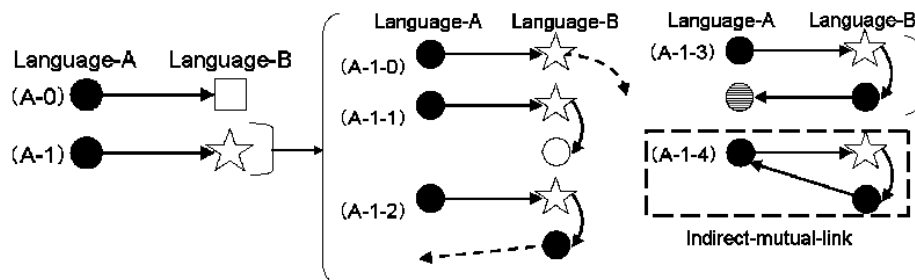 Language-A Language-B
(A-0)
(A-1)
Language-A Language-B
(A-1-0)
(A-1-1)
(A-1-2)
Language-A Language-B
(A-1-3)
(A-1-4)
Indirect-mutual-link